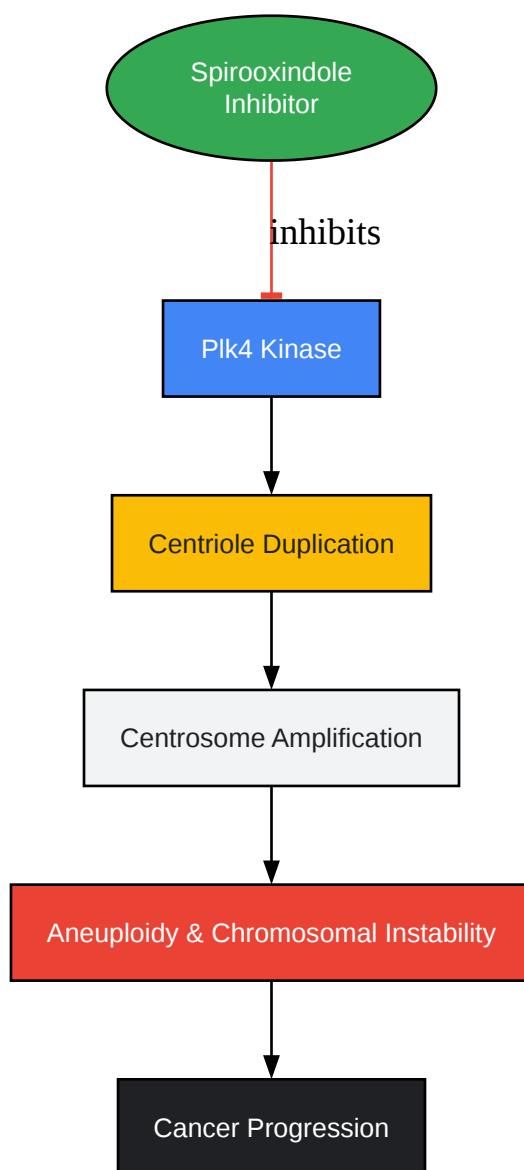 Spirooxindole
Inhibitor
inhibits
Plk4 Kinase
Centriole Duplication
Centrosome Amplification
Aneuploidy & Chromosomal Instability
Cancer Progression